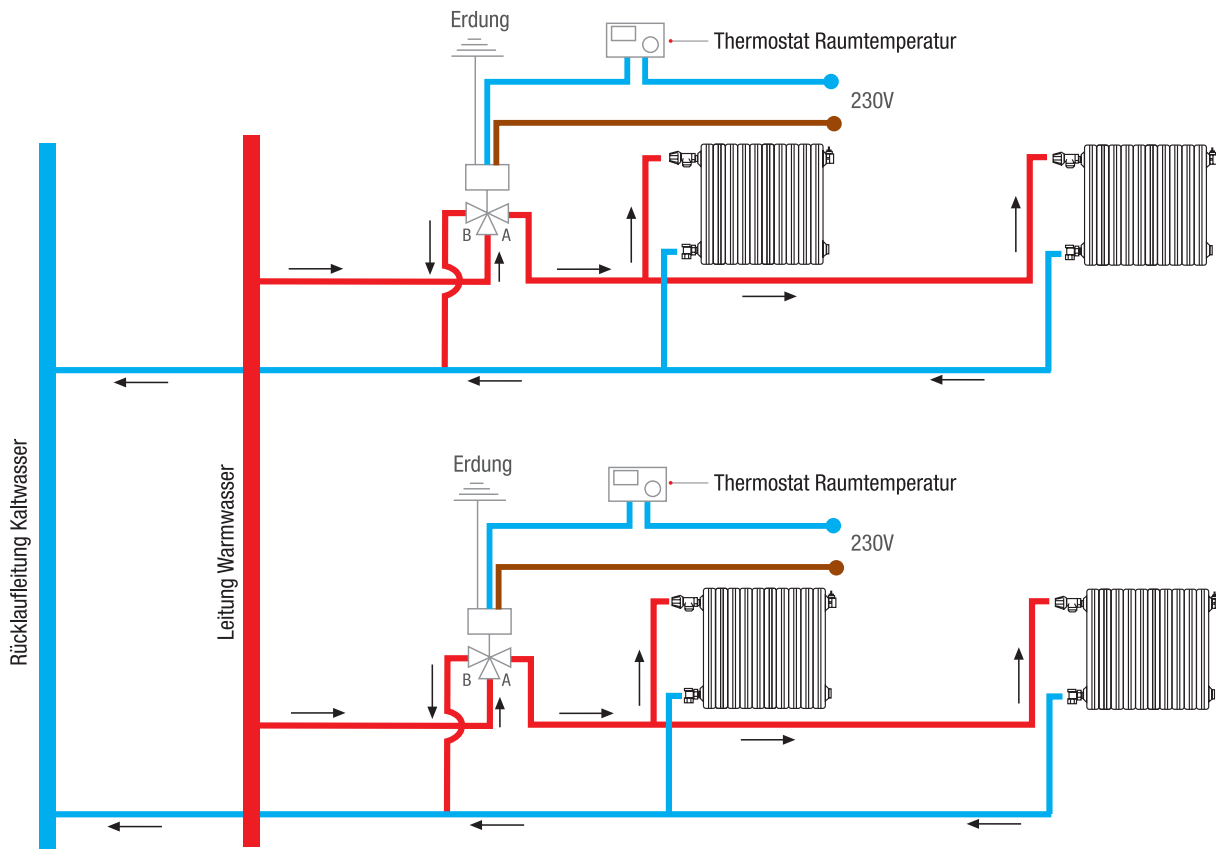 Erdung
Thermostat Raumtemperatur
230V
B A
Rücklaufleitung Kaltwasser
Leitung Warmwasser
Erdung
Thermostat Raumtemperatur
230V
B A